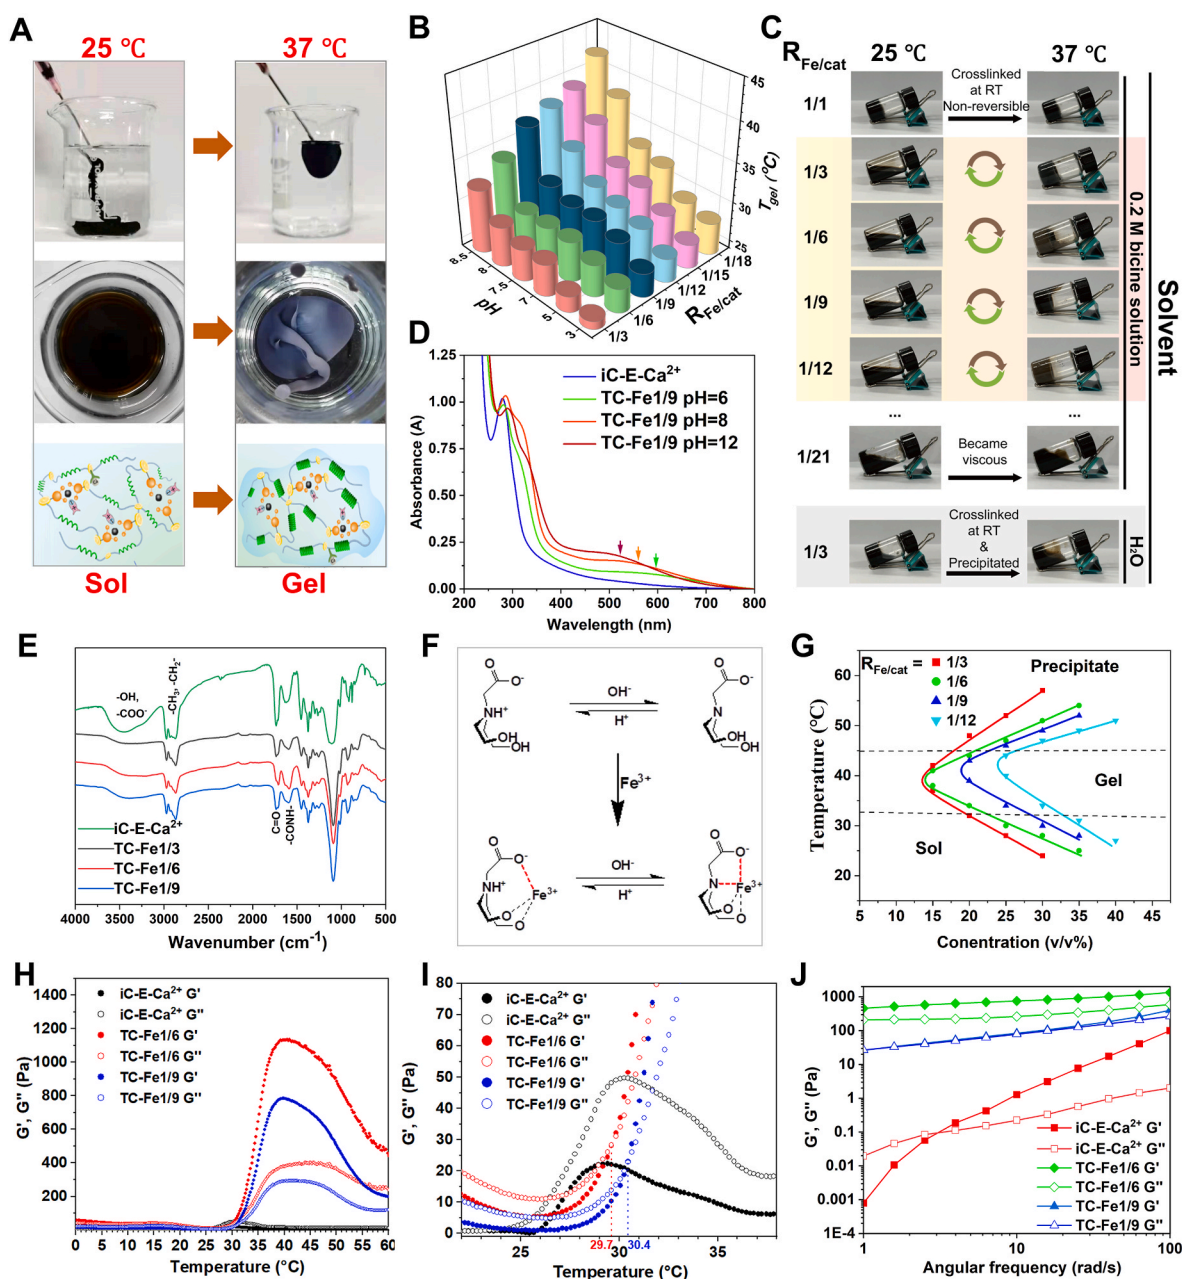 A
25 ℃
37 ℃
Sol
Gel
B
45
40
35
30
25
T_gel (°C)
8.5
8
7.5
7
5
3
pH
1/3
1/6
1/9
1/12
1/15
1/18
R_Fe/cat
C
R_Fe/cat
25 ℃
37 ℃
1/1
Crosslinked
at RT
Non-reversible
1/3
1/6
1/9
1/12
...
...
1/21
Became
viscous
1/3
Crosslinked
at RT
&
Precipitated
0.2 M bicine solution
H₂O
Solvent
D
1.25
1.00
0.75
0.50
0.25
0.00
Absorbance (A)
iC-E-Ca²⁺
TC-Fe1/9 pH=6
TC-Fe1/9 pH=8
TC-Fe1/9 pH=12
200 300 400 500 600 700 800
Wavelength (nm)
E
-OH,
-COO⁻
-CH₃, -CH₂-
C=O
-CONH-
iC-E-Ca²⁺
TC-Fe1/3
TC-Fe1/6
TC-Fe1/9
4000 3500 3000 2500 2000 1500 1000 500
Wavenumber (cm⁻¹)
F
O
O⁻
NH⁺
OH
OH
OH⁻
H⁺
O
O⁻
N
OH
OH
Fe³⁺
O
O⁻
NH⁺
Fe³⁺
O
O
OH⁻
H⁺
O
O⁻
N
Fe³⁺
O
O
G
R_Fe/cat =
1/3
1/6
1/9
1/12
Precipitate
Gel
Sol
60
50
40
30
20
Temperature (°C)
5 10 15 20 25 30 35 40 45
Conentration (v/v%)
H
1400
1200
1000
800
600
400
200
G', G'' (Pa)
iC-E-Ca²⁺ G'
iC-E-Ca²⁺ G''
TC-Fe1/6 G'
TC-Fe1/6 G''
TC-Fe1/9 G'
TC-Fe1/9 G''
0 5 10 15 20 25 30 35 40 45 50 55 60
Temperature (°C)
I
80
70
60
50
40
30
20
10
0
G', G'' (Pa)
iC-E-Ca²⁺ G'
iC-E-Ca²⁺ G''
TC-Fe1/6 G'
TC-Fe1/6 G''
TC-Fe1/9 G'
TC-Fe1/9 G''
29.7
30.4
25 30 35
Temperature (°C)
J
1000
100
10
1
0.1
0.01
0.001
1E-4
G', G'' (Pa)
iC-E-Ca²⁺ G'
iC-E-Ca²⁺ G''
TC-Fe1/6 G'
TC-Fe1/6 G''
TC-Fe1/9 G'
TC-Fe1/9 G''
1 10 100
Angular frequency (rad/s)